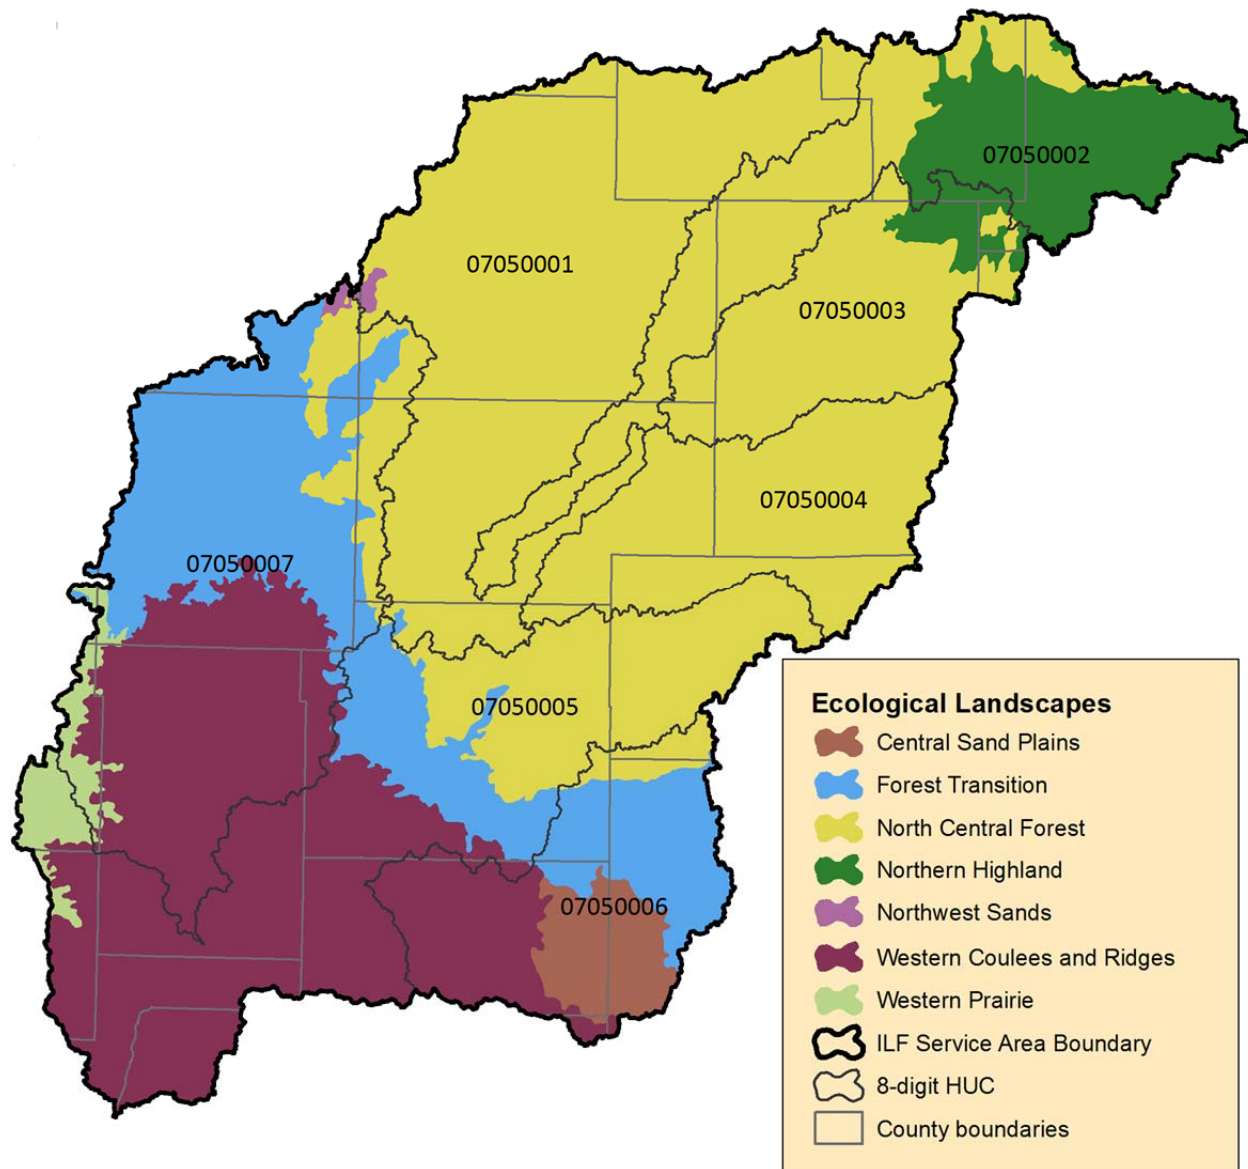 07050002
07050001
07050003
07050004
07050007
07050005
07050006
Ecological Landscapes
Central Sand Plains
Forest Transition
North Central Forest
Northern Highland
Northwest Sands
Western Coulees and Ridges
Western Prairie
ILF Service Area Boundary
8-digit HUC
County boundaries